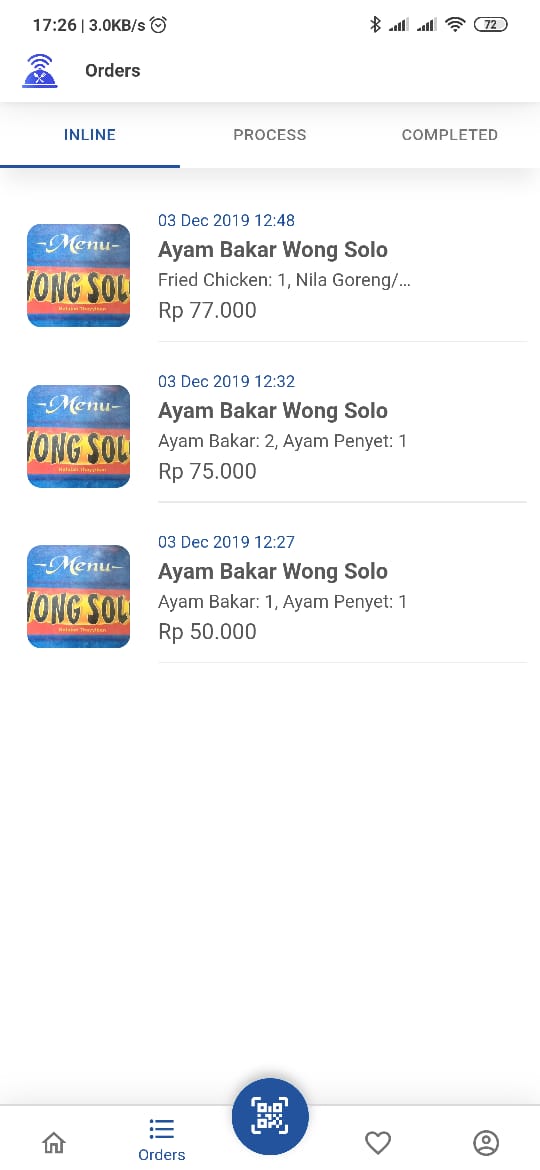 17:26 | 3.0KB/s
72
Orders
INLINE
PROCESS
COMPLETED
03 Dec 2019 12:48
-Menu-
WONG SOL
Ayam Bakar Wong Solo
Fried Chicken: 1, Nila Goreng/...
Rp 77.000
03 Dec 2019 12:32
-Menu-
WONG SOL
Ayam Bakar Wong Solo
Ayam Bakar: 2, Ayam Penyet: 1
Rp 75.000
03 Dec 2019 12:27
-Menu-
WONG SOL
Ayam Bakar Wong Solo
Ayam Bakar: 1, Ayam Penyet: 1
Rp 50.000
Orders